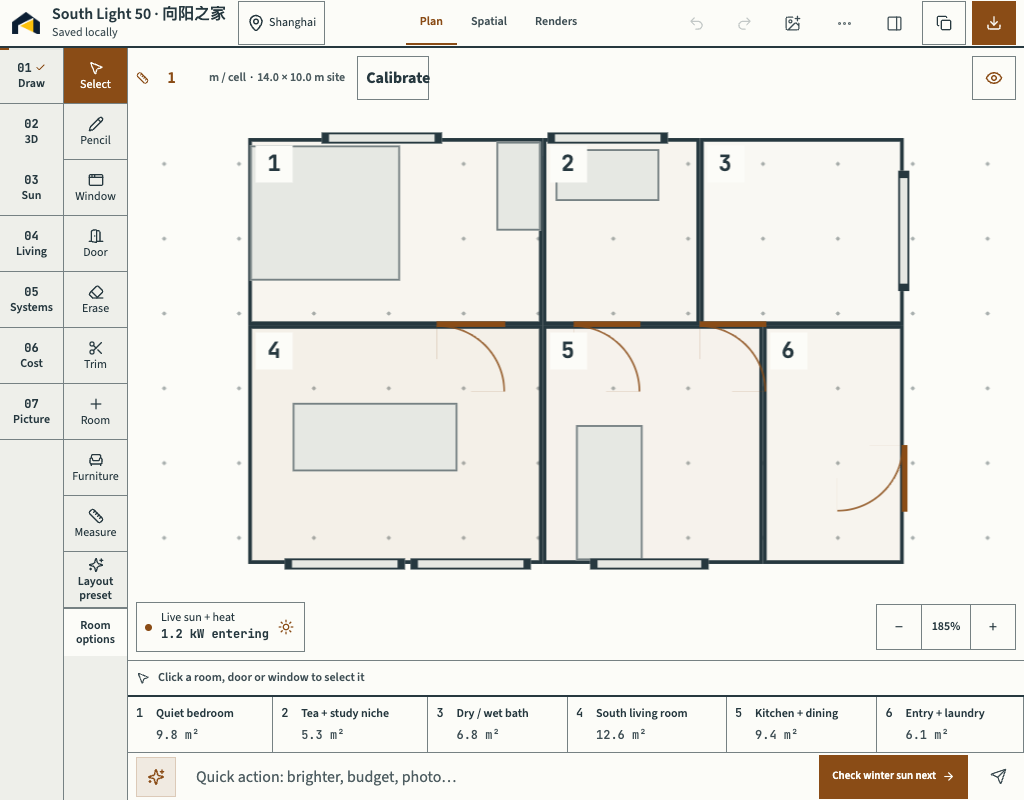 South Light 50 · 向阳之家
Saved locally
Shanghai
Plan
Spatial
Renders
01
Draw
02
3D
03
Sun
04
Living
05
Systems
06
Cost
07
Picture
Select
Pencil
Window
Door
Erase
Trim
Room
Furniture
Measure
Layout
preset
Room
options
1 m / cell · 14.0 × 10.0 m site
Calibrate
1
2
3
4
5
6
Live sun + heat
1.2 kW entering
− 185% +
Click a room, door or window to select it
1 Quiet bedroom
9.8 m²
2 Tea + study niche
5.3 m²
3 Dry / wet bath
6.8 m²
4 South living room
12.6 m²
5 Kitchen + dining
9.4 m²
6 Entry + laundry
6.1 m²
Quick action: brighter, budget, photo…
Check winter sun next →